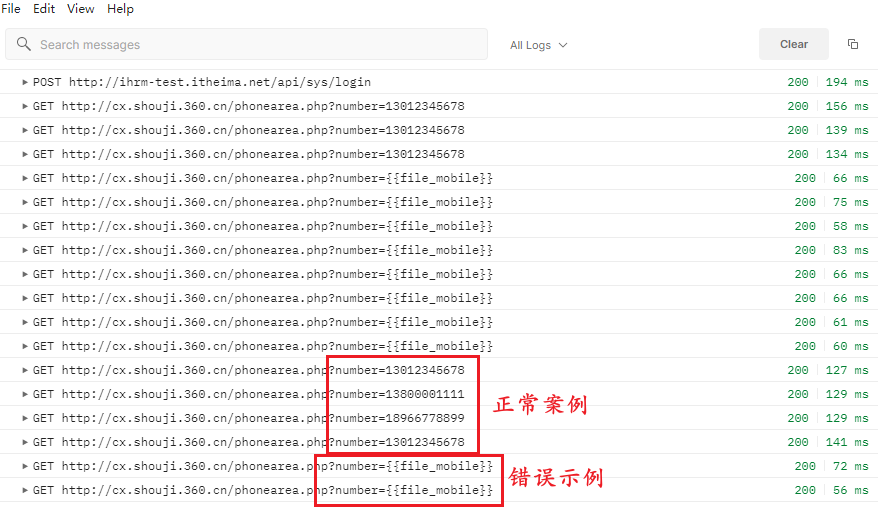 File Edit View Help
Search messages All Logs Clear
POST http://ihrm-test.itheima.net/api/sys/login 200 194 ms
GET http://cx.shouji.360.cn/phonearea.php?number=13012345678 200 156 ms
GET http://cx.shouji.360.cn/phonearea.php?number=13012345678 200 139 ms
GET http://cx.shouji.360.cn/phonearea.php?number=13012345678 200 134 ms
GET http://cx.shouji.360.cn/phonearea.php?number={{file_mobile}} 200 66 ms
GET http://cx.shouji.360.cn/phonearea.php?number={{file_mobile}} 200 75 ms
GET http://cx.shouji.360.cn/phonearea.php?number={{file_mobile}} 200 58 ms
GET http://cx.shouji.360.cn/phonearea.php?number={{file_mobile}} 200 83 ms
GET http://cx.shouji.360.cn/phonearea.php?number={{file_mobile}} 200 66 ms
GET http://cx.shouji.360.cn/phonearea.php?number={{file_mobile}} 200 66 ms
GET http://cx.shouji.360.cn/phonearea.php?number={{file_mobile}} 200 61 ms
GET http://cx.shouji.360.cn/phonearea.php?number={{file_mobile}} 200 60 ms
GET http://cx.shouji.360.cn/phonearea.php?number=13012345678 200 127 ms
GET http://cx.shouji.360.cn/phonearea.php?number=13800001111 200 129 ms
正常案例
GET http://cx.shouji.360.cn/phonearea.php?number=18966778899 200 129 ms
GET http://cx.shouji.360.cn/phonearea.php?number=13012345678 200 141 ms
GET http://cx.shouji.360.cn/phonearea.php?number={{file_mobile}} 200 72 ms
错误示例
GET http://cx.shouji.360.cn/phonearea.php?number={{file_mobile}} 200 56 ms